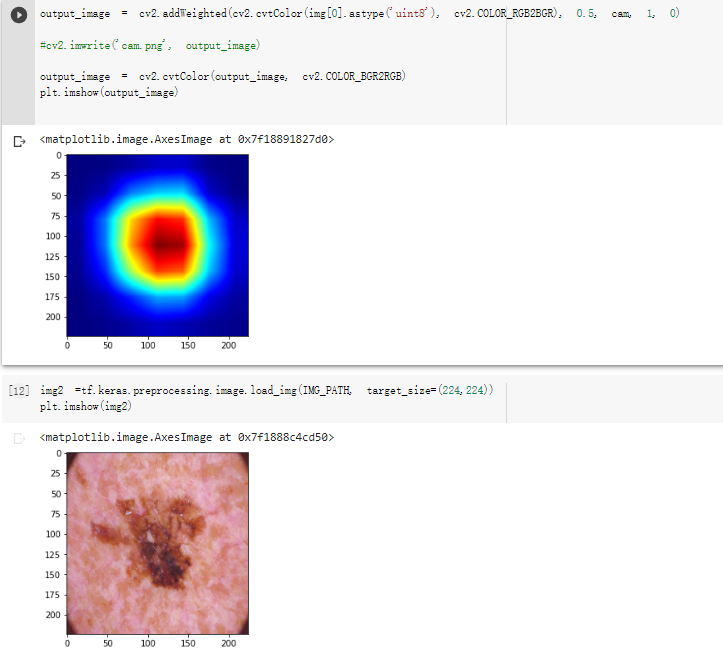 output_image = cv2.addWeighted(cv2.cvtColor(img[0].astype('uint8'), cv2.COLOR_RGB2BGR), 0.5, cam, 1, 0)
#cv2.imwrite('cam.png', output_image)
output_image = cv2.cvtColor(output_image, cv2.COLOR_BGR2RGB)
plt.imshow(output_image)
<matplotlib.image.AxesImage at 0x7f18891827d0>
0
25
50
75
100
125
150
175
200
0 50 100 150 200
[12] img2 =tf.keras.preprocessing.image.load_img(IMG_PATH, target_size=(224,224))
plt.imshow(img2)
<matplotlib.image.AxesImage at 0x7f1888c4cd50>
0
25
50
75
100
125
150
175
200
0 50 100 150 200